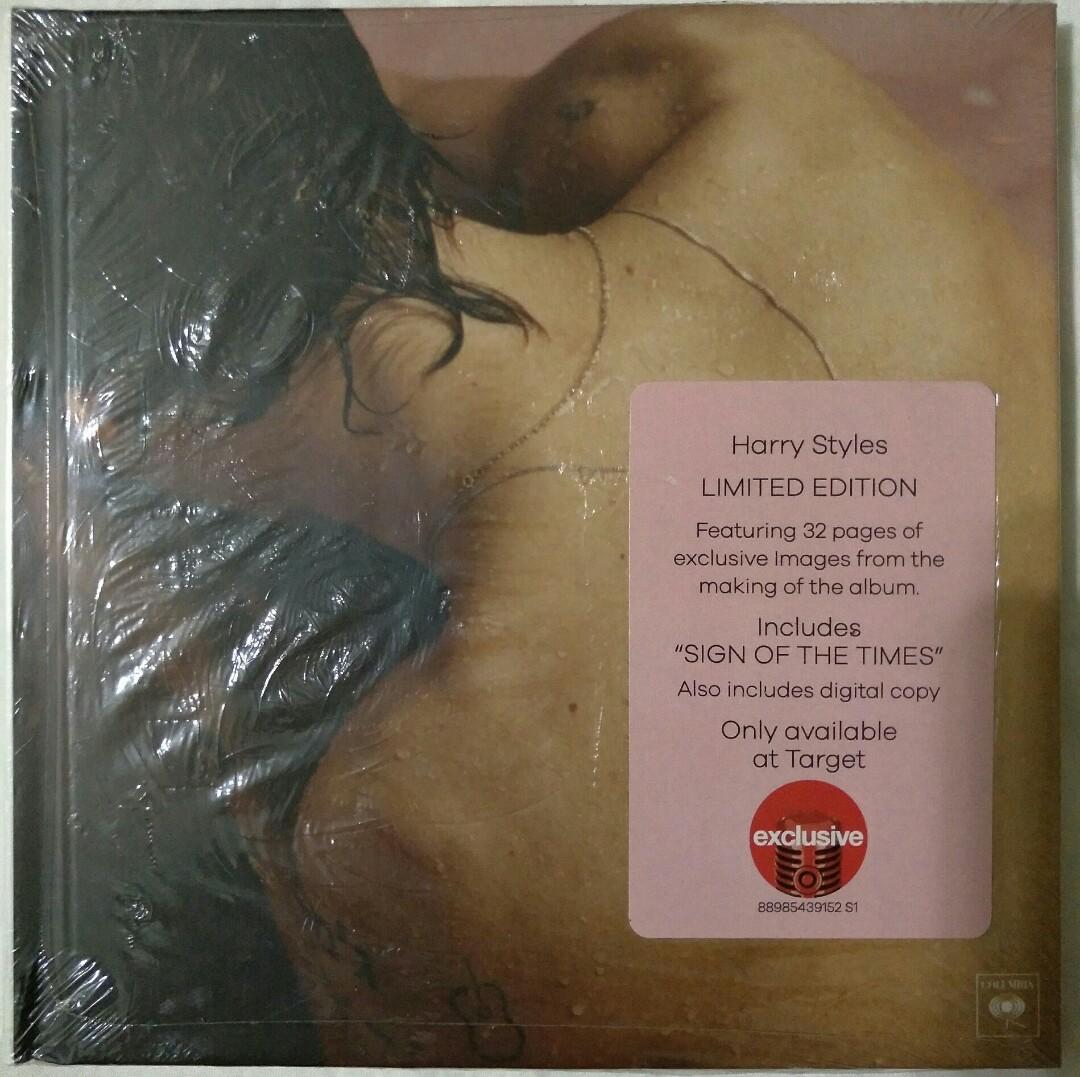 Harry Styles
LIMITED EDITION
Featuring 32 pages of
exclusive Images from the
making of the album.
Includes
“SIGN OF THE TIMES”
Also includes digital copy
Only available
at Target
exclusive
88985439152 S1
COLUMBIA